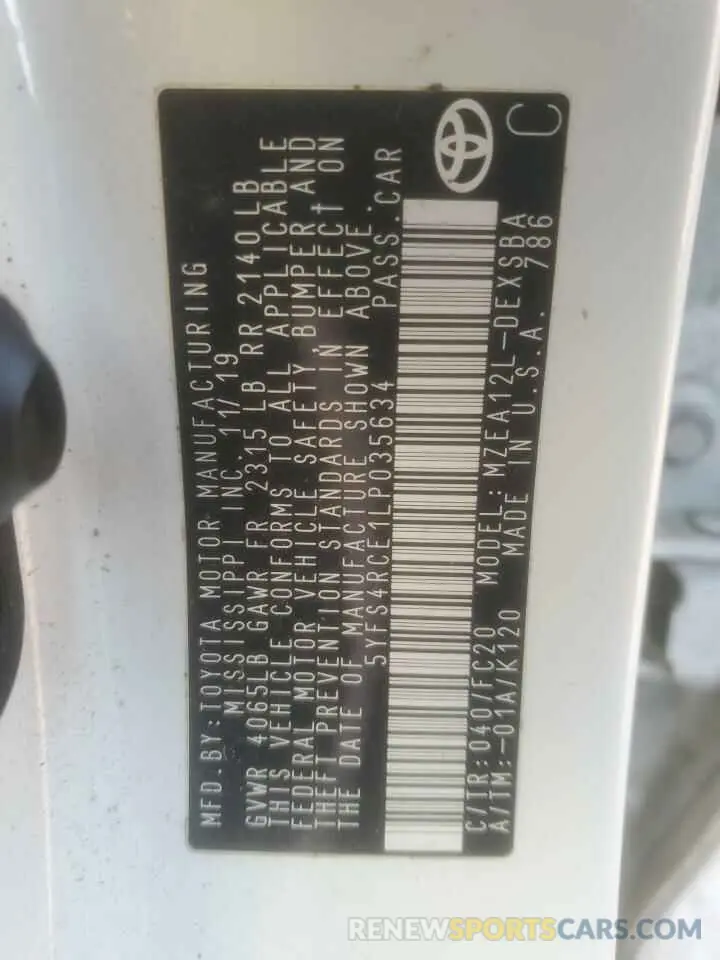 MFD.BY:TOYOTA MOTOR MANUFACTURING
MISSISSIPPI INC. 11/19
GVWR 4065LB GAWR FR 2315 LB RR 2140LB
THIS VEHICLE CONFORMS TO ALL APPLICABLE
FEDERAL MOTOR VEHICLE SAFETY, BUMPER AND
THEFT PREVENTION STANDARDS IN EFFECT ON
THE DATE OF MANUFACTURE SHOWN ABOVE.
5YFS4RCE1LP035634 PASS.CAR
C/TR:040/FC20 MODEL:MZEA12L-DEXSBA
A/TM:-01A/K120 MADE IN U.S.A. 786
C
RENEWSPORTSCARS.COM